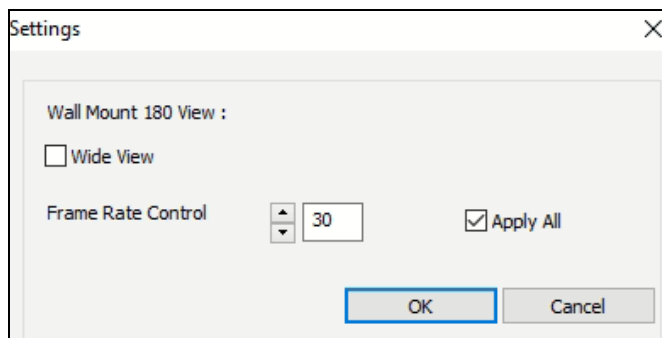 Settings
Wall Mount 180 View :
Wide View
Frame Rate Control 30 Apply All
OK Cancel